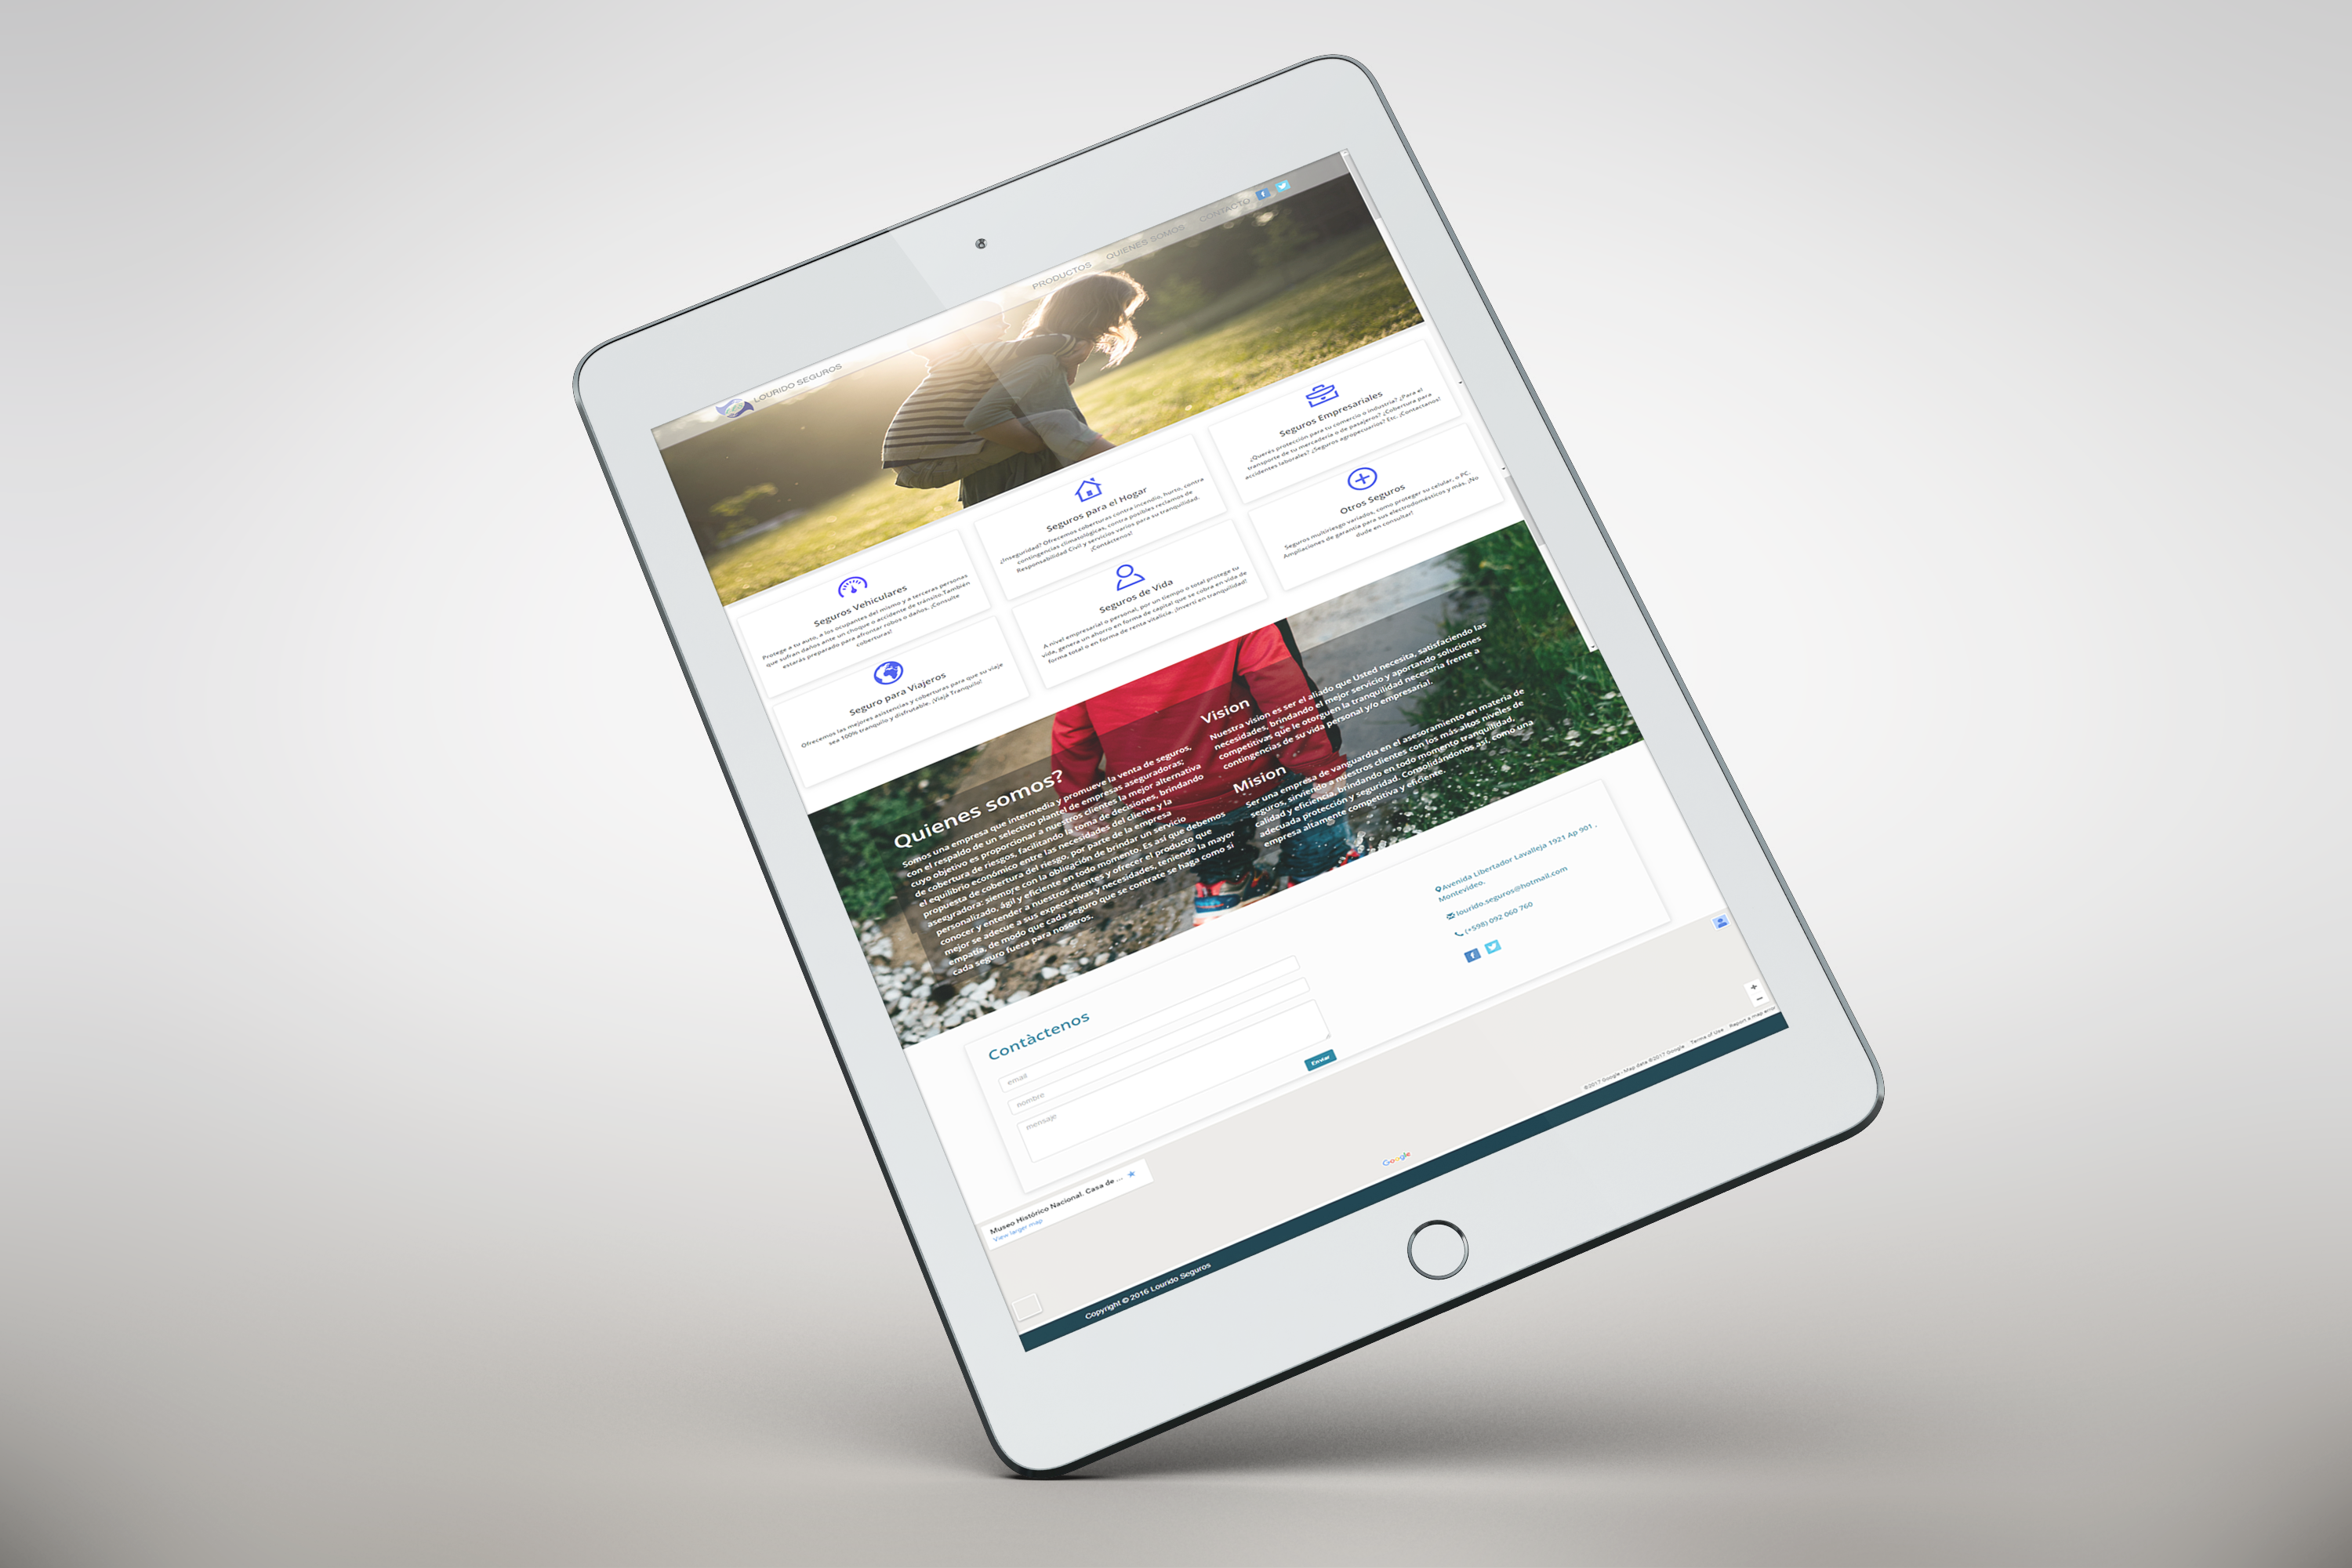 LOURIDO SEGUROS
PRODUCTOS
QUIENES SOMOS
CONTACTO
Seguros Vehiculares
Protege a tu auto, a los ocupantes del mismo y a terceras personas
que sufran daños ante un choque o accidente de tránsito.También
estarás preparado para afrontar robos o daños. ¡Consulte
coberturas!
Seguros para el Hogar
¿Inseguridad? Ofrecemos coberturas contra incendio, hurto, contra
contingencias climatológicas, contra posibles reclamos de
Responsabilidad Civil y servicios varios para su tranquilidad.
¡Contáctenos!
Seguros Empresariales
¿Querés protección para tu comercio o industria? ¿Para el
transporte de tu mercadería o de pasajeros? ¿Cobertura para
accidentes laborales? ¿Seguros agropecuarios? Etc. ¡Contactanos!
Seguro para Viajeros
Ofrecemos las mejores asistencias y coberturas para que su viaje
sea 100% tranquilo y disfrutable. ¡Viajá Tranquilo!
Seguros de Vida
A nivel empresarial o personal, por un tiempo o total protege tu
vida, genera un ahorro en forma de capital que se cobra en vida de
forma total o en forma de renta vitalicia. ¡Invertí en tranquilidad!
Otros Seguros
Seguros multiriesgo variados, como proteger su celular, o PC.
Ampliaciones de garantía para sus electrodomésticos y más. ¡No
dude en consultar!
Quienes somos?
Somos una empresa que intermedia y promueve la venta de seguros,
con el respaldo de un selectivo plantel de empresas aseguradoras;
cuyo objetivo es proporcionar a nuestros clientes la mejor alternativa
de cobertura de riesgos, facilitando la toma de decisiones, brindando
el equilibrio económico entre las necesidades del cliente y la
propuesta de cobertura del riesgo, por parte de la empresa
aseguradora: siempre con la obligación de brindar un servicio
personalizado, ágil y eficiente en todo momento. Es así que debemos
conocer y entender a nuestros clientes y ofrecer el producto que
mejor se adecue a sus expectativas y necesidades, teniendo la mayor
empatía, de modo que cada seguro que se contrate se haga como si
cada seguro fuera para nosotros.
Vision
Nuestra vision es ser el aliado que Usted necesita, satisfaciendo las
necesidades, brindando el mejor servicio y aportando soluciones
competitivas que le otorguen la tranquilidad necesaria frente a
contingencias de su vida personal y/o empresarial.
Mision
Ser una empresa de vanguardia en el asesoramiento en materia de
seguros, sirviendo a nuestros clientes con los más altos niveles de
calidad y eficiencia, brindando en todo momento tranquilidad,
adecuada protección y seguridad. Consolidándonos así, como una
empresa altamente competitiva y eficiente.
Contàctenos
email
nombre
mensaje
Enviar
Avenida Libertador Lavalleja 1921 Ap 901 ,
Montevideo.
lourido.seguros@hotmail.com
(+598) 092 060 760
Museo Histórico Nacional. Casa de...
View larger map
Google
©2017 Google - Map data ©2017 Google
Terms of Use
Report a map error
Copyright © 2016 Lourido Seguros